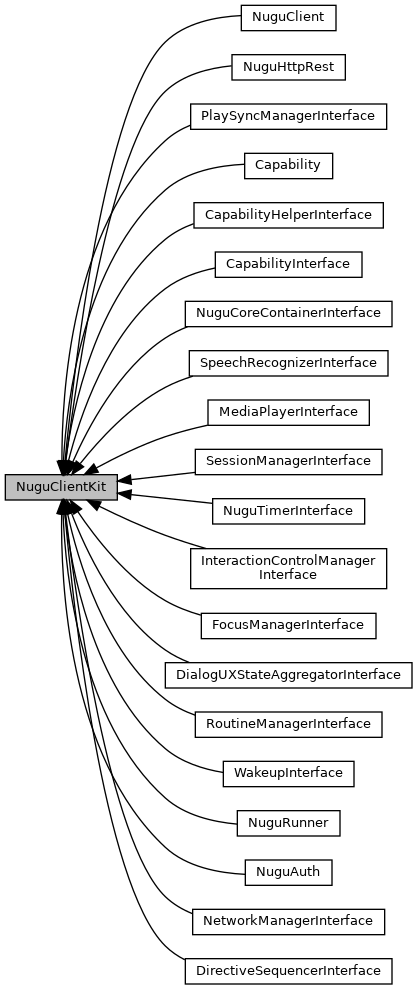 NuguClient
NuguHttpRest
PlaySyncManagerInterface
Capability
CapabilityHelperInterface
CapabilityInterface
NuguCoreContainerInterface
SpeechRecognizerInterface
MediaPlayerInterface
SessionManagerInterface
NuguClientKit
NuguTimerInterface
InteractionControlManager
Interface
FocusManagerInterface
DialogUXStateAggregatorInterface
RoutineManagerInterface
WakeupInterface
NuguRunner
NuguAuth
NetworkManagerInterface
DirectiveSequencerInterface